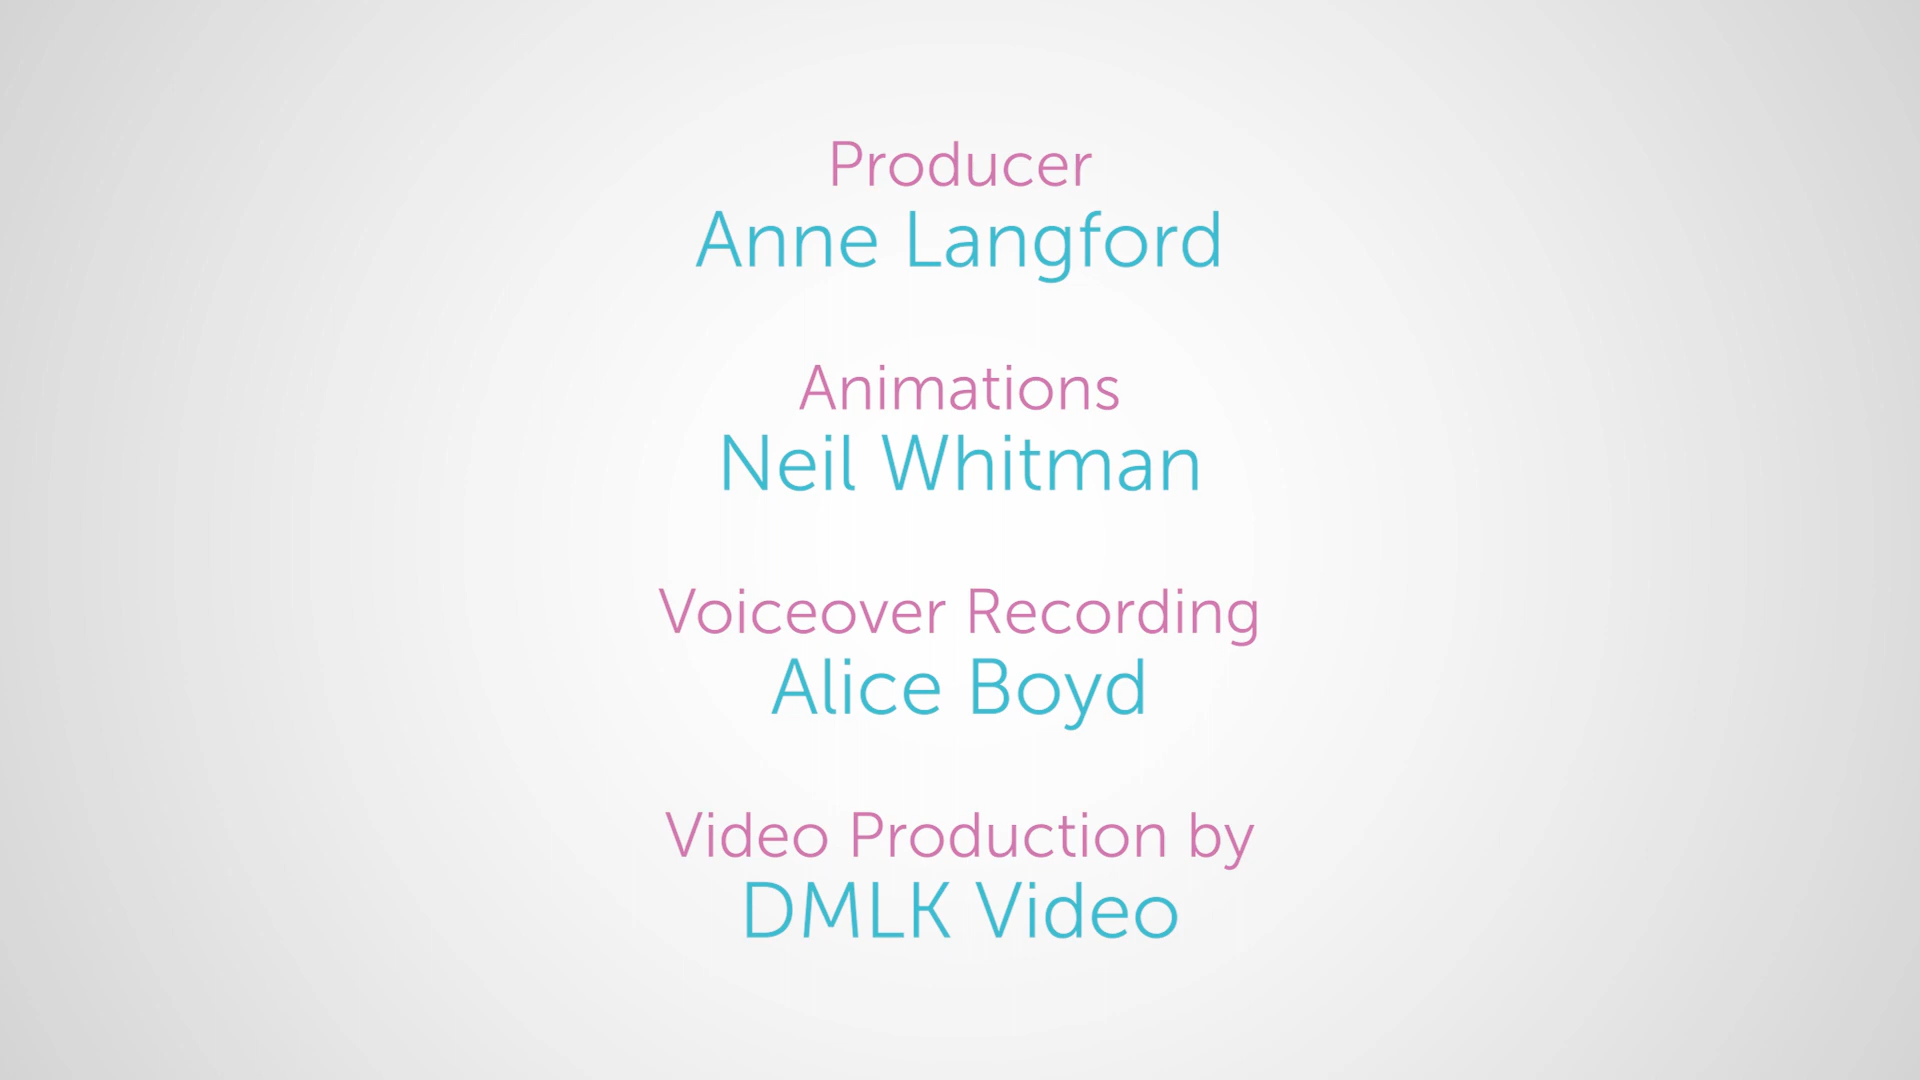 Producer
Anne Langford
Animations
Neil Whitman
Voiceover Recording
Alice Boyd
Video Production by
DMLK Video